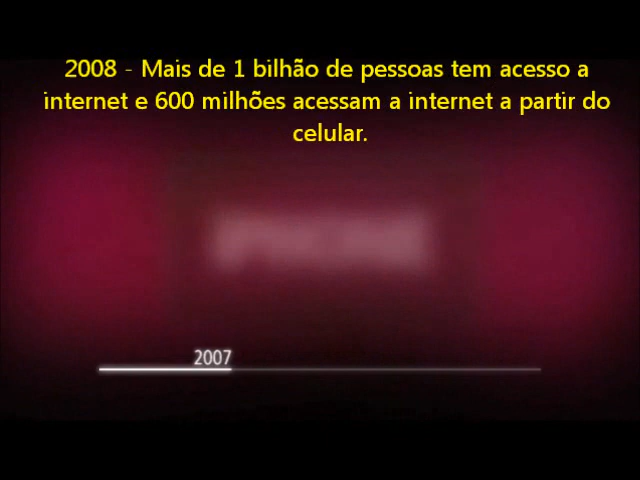 2008 - Mais de 1 bilhão de pessoas tem acesso a
internet e 600 milhões acessam a internet a partir do
celular.
2007